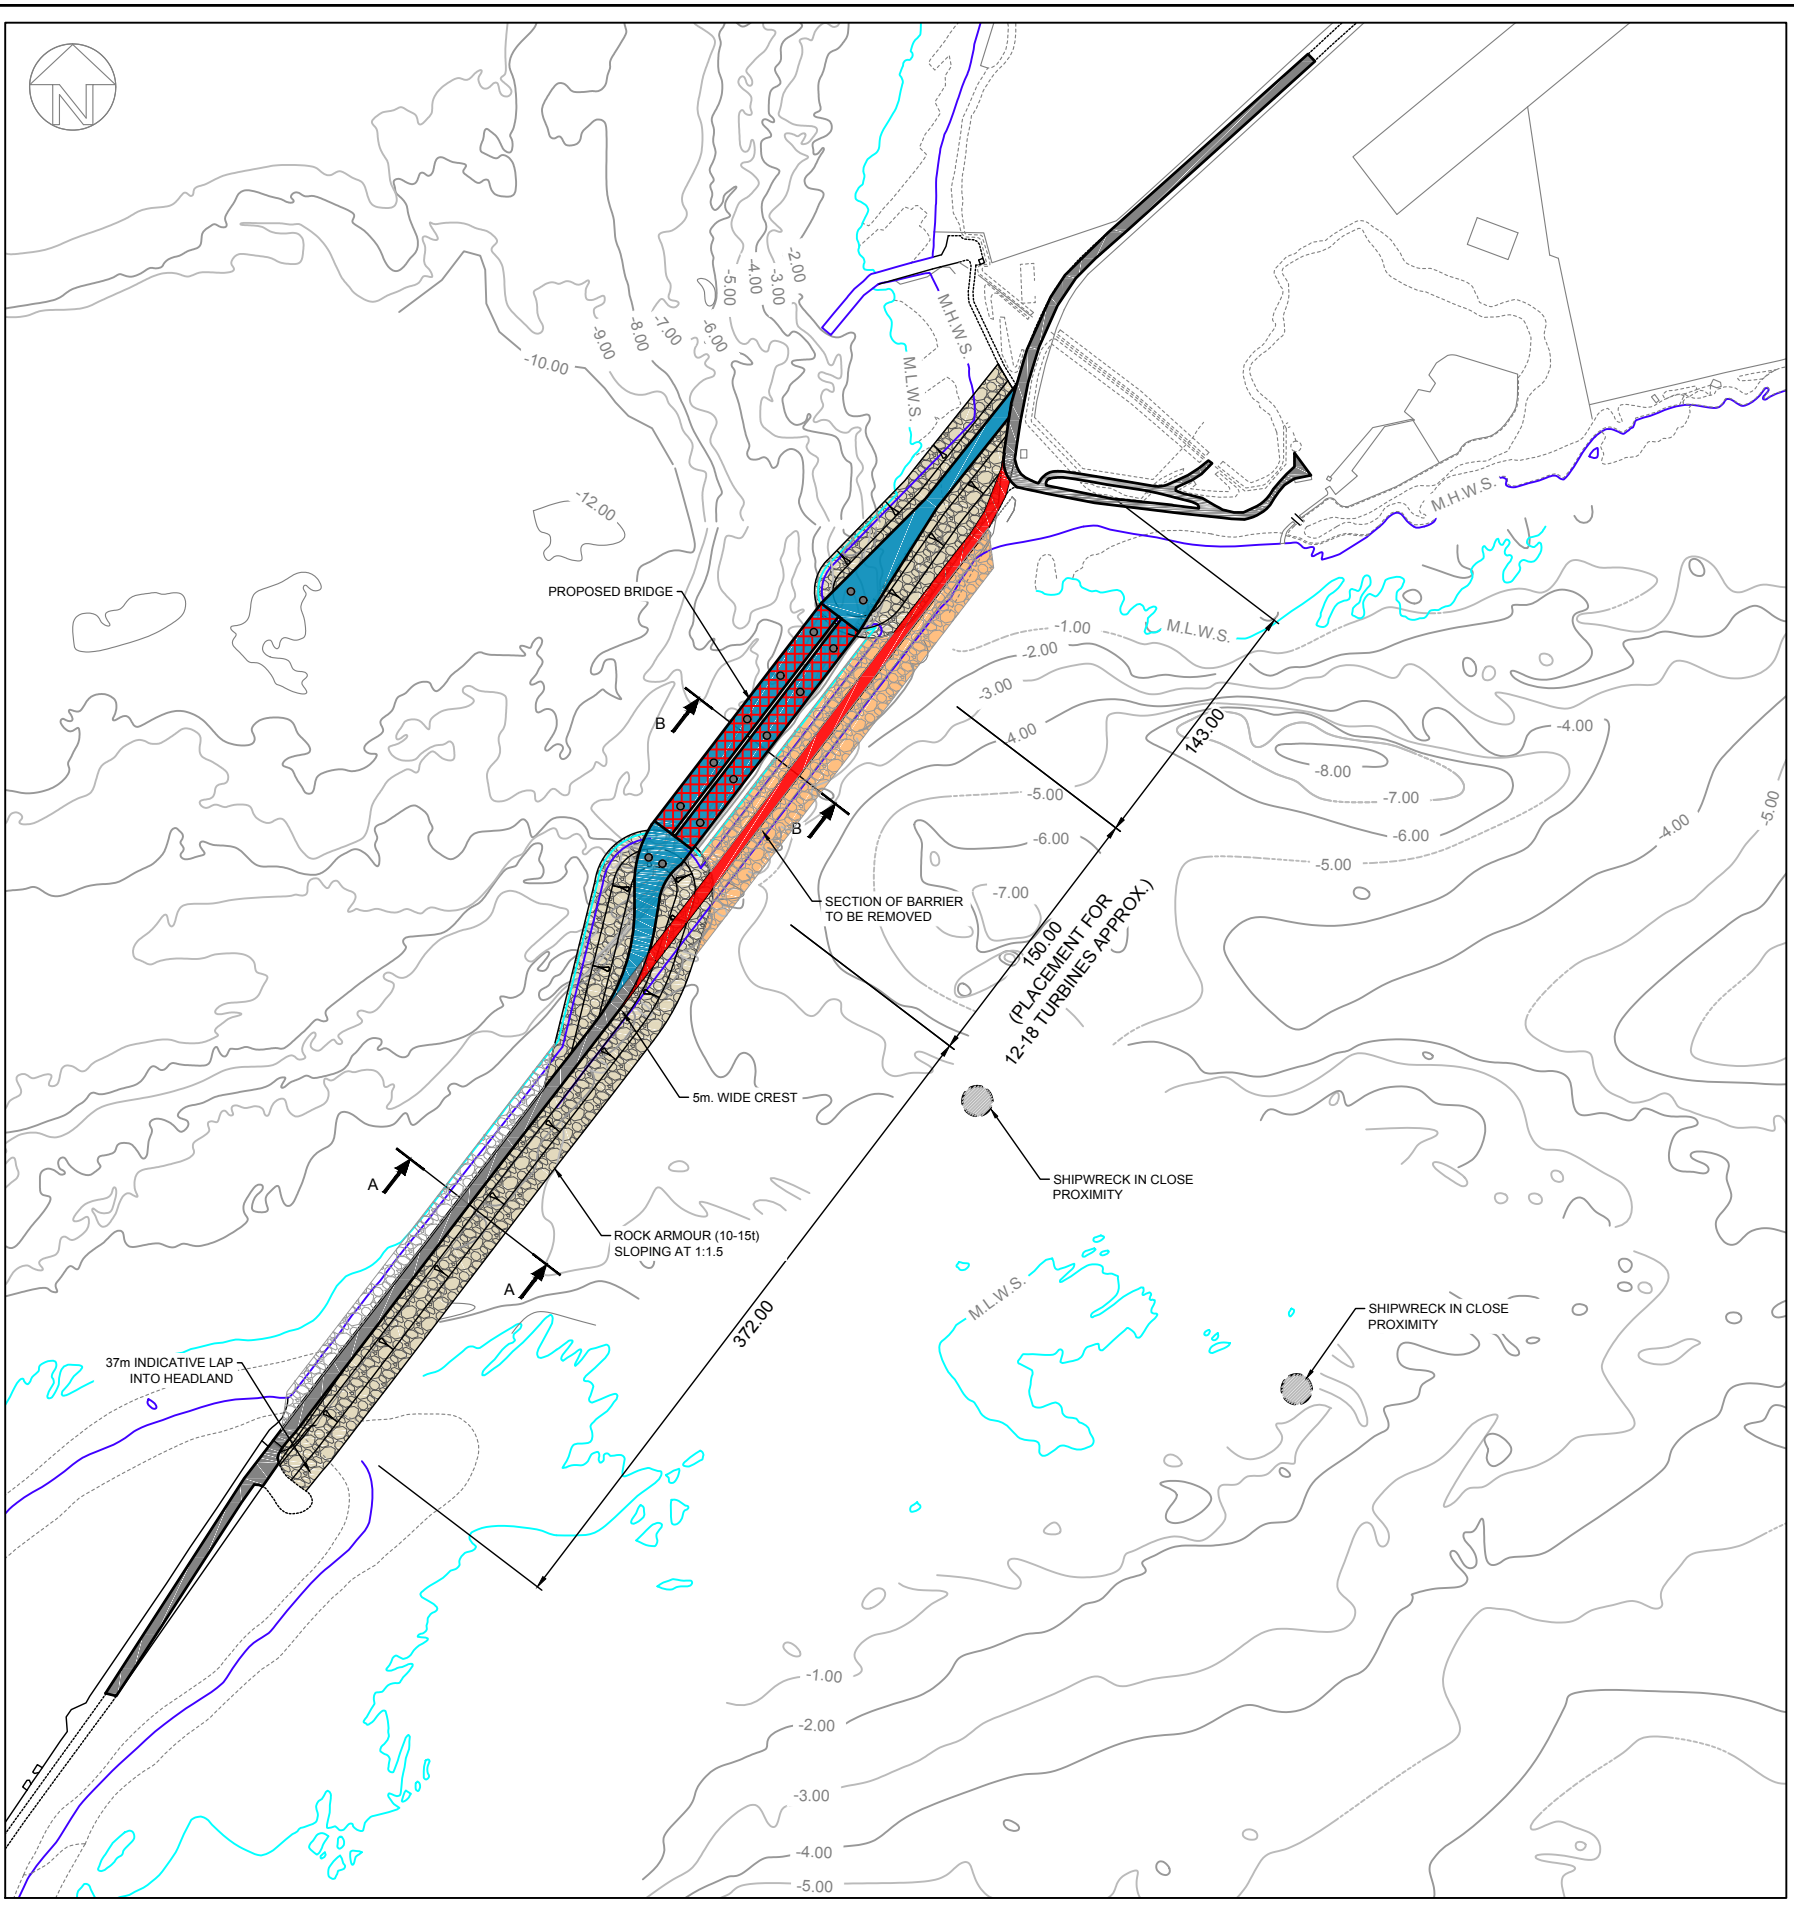 N
-2.00
-3.00
-4.00
-5.00
-6.00
-7.00
-8.00
-9.00
-10.00
M.H.W.S.
M.L.W.S.
-12.00
M.H.W.S.
PROPOSED BRIDGE
-1.00
M.L.W.S.
-2.00
-3.00
-4.00
B
143.00
-4.00
-8.00
-7.00
-6.00
-5.00
-4.00
-5.00
-5.00
-6.00
-7.00
B
SECTION OF BARRIER
TO BE REMOVED
150.00
(PLACEMENT FOR
12-18 TURBINES APPROX.)
5m. WIDE CREST
A
SHIPWRECK IN CLOSE
PROXIMITY
ROCK ARMOUR (10-15t)
SLOPING AT 1:1.5
A
M.L.W.S.
372.00
SHIPWRECK IN CLOSE
PROXIMITY
37m INDICATIVE LAP
INTO HEADLAND
-1.00
-2.00
-3.00
-4.00
-5.00